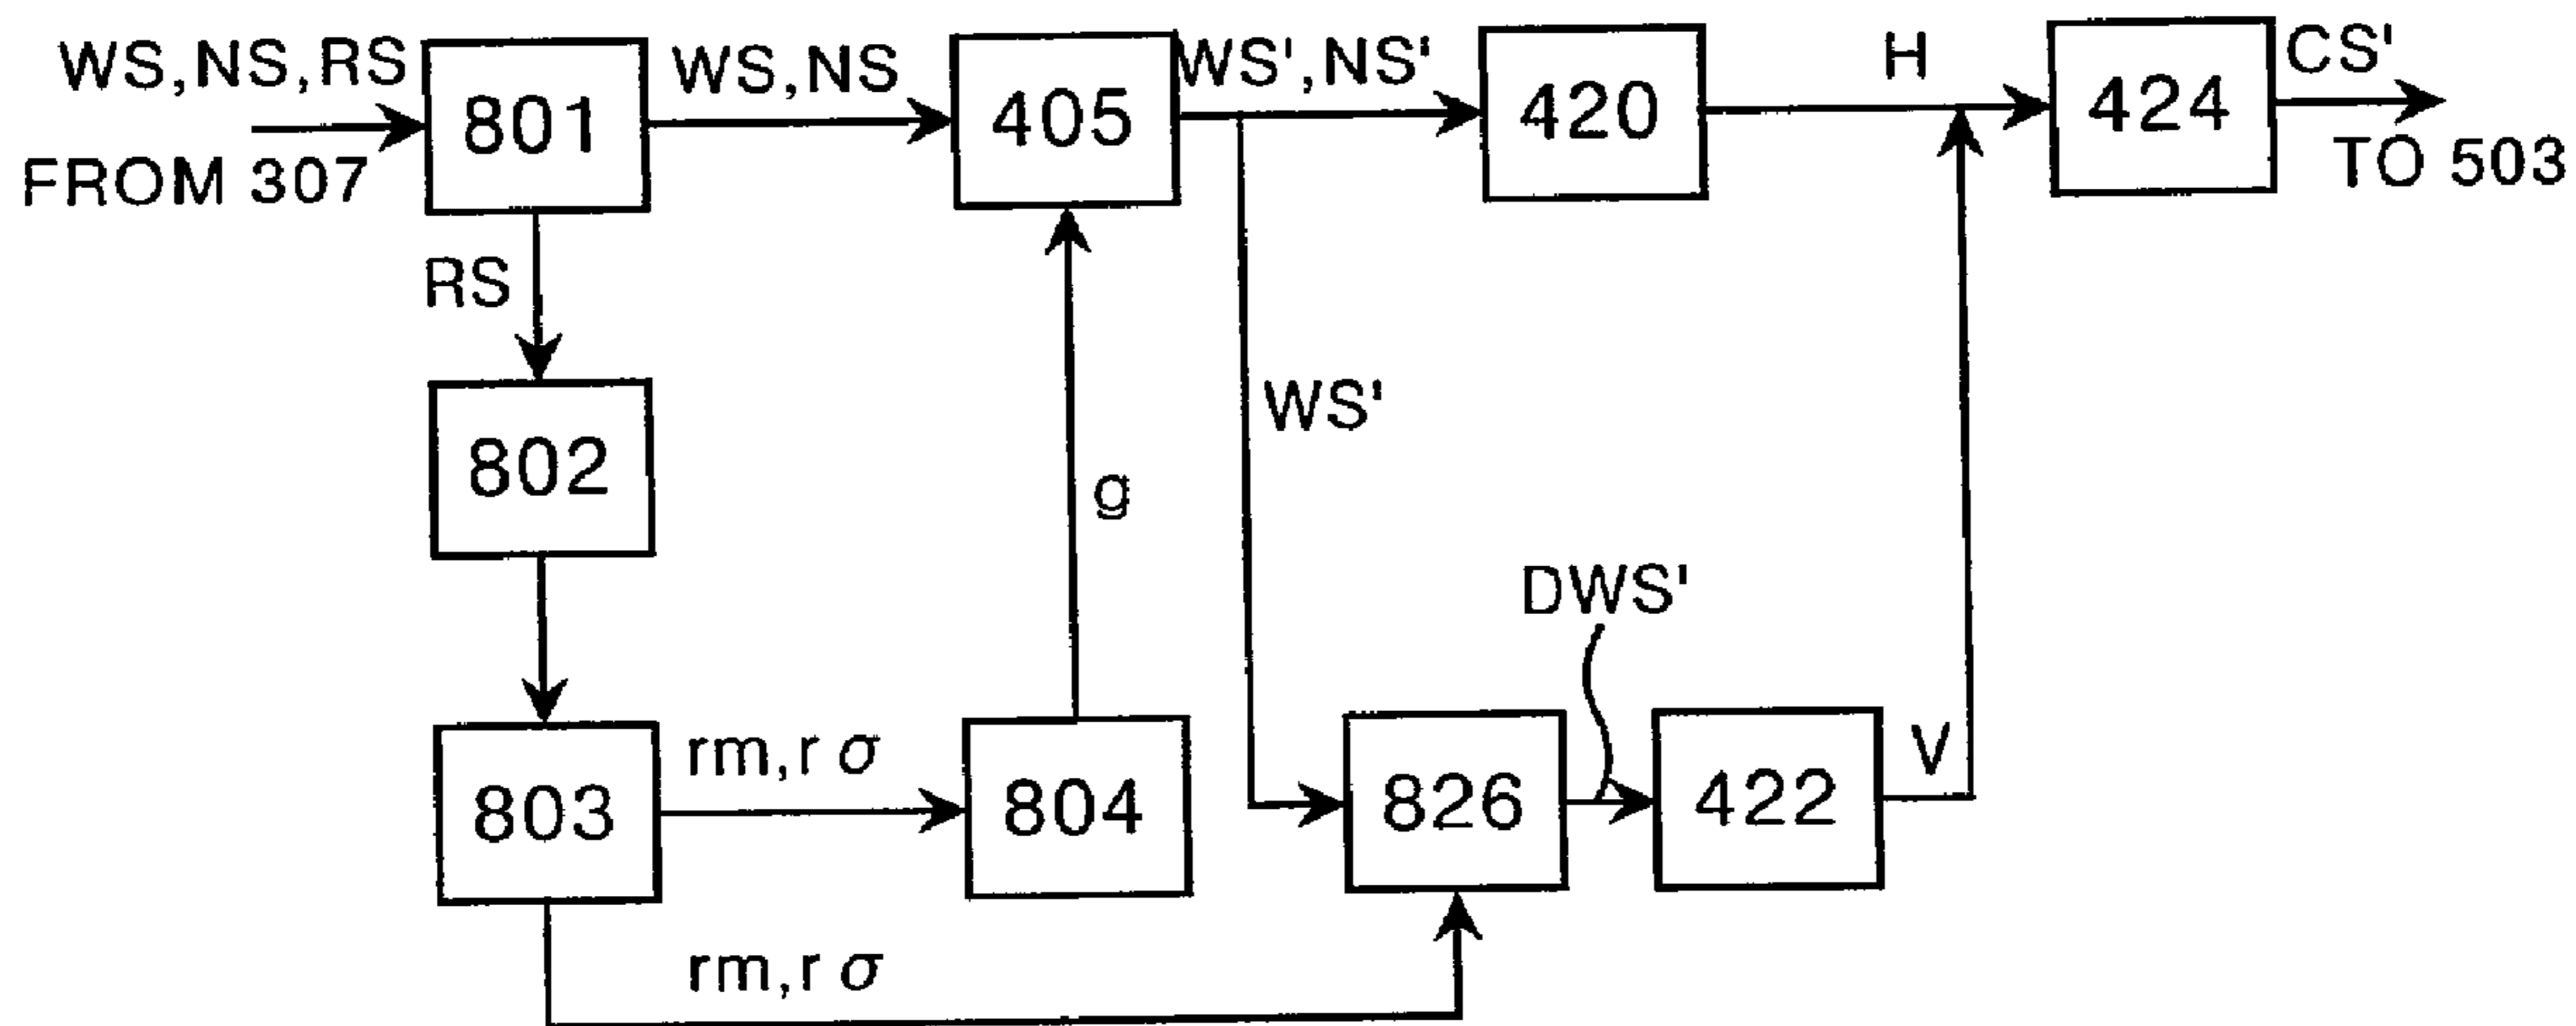 WS,NS,RS
FROM 307
801
WS,NS
405
WS',NS'
420
H
424
CS'
TO 503
RS
802
WS'
g
DWS'
803
rm,r σ
804
826
422
V
rm,r σ